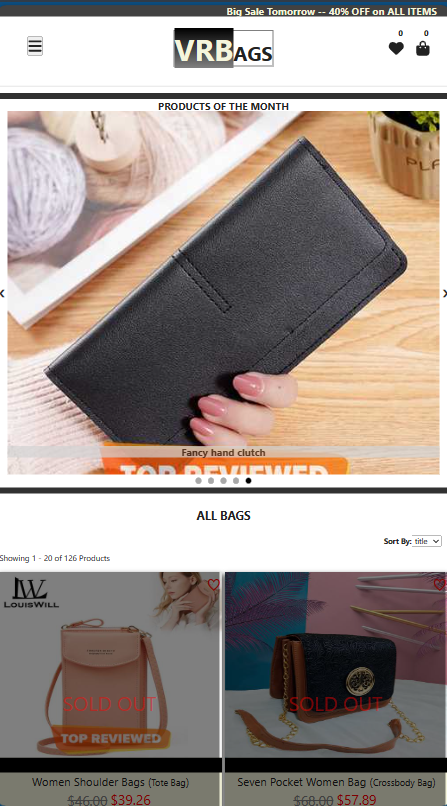 Big Sale Tomorrow -- 40% OFF on ALL ITEMS
VRBAGS
0 0
PRODUCTS OF THE MONTH
PLA
Fancy hand clutch
TOP REVIEWED
ALL BAGS
Sort By: title
Showing 1 - 20 of 126 Products
LW
LOUISWILL
SOLD OUT
TOP REVIEWED
Women Shoulder Bags (Tote Bag)
$46.00 $39.26
SOLD OUT
Seven Pocket Women Bag (Crossbody Bag)
$68.00 $57.89